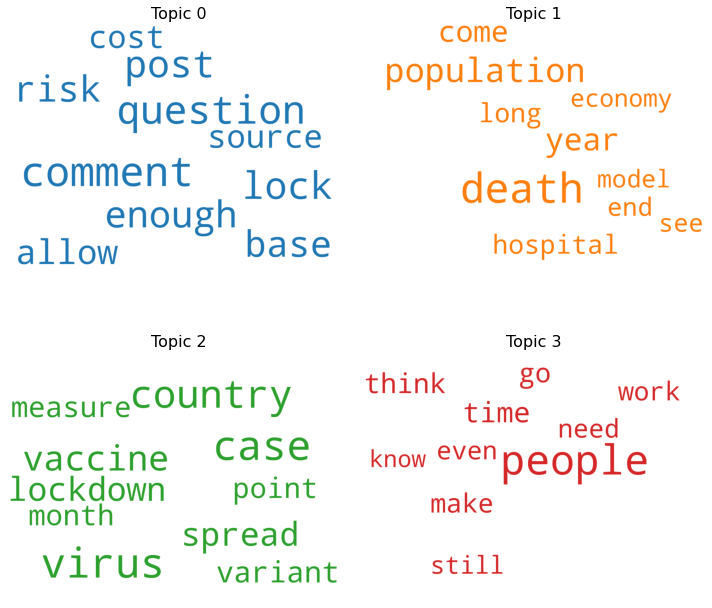 Topic 0
cost
post
risk
question
source
comment
lock
enough
allow
base
Topic 1
come
population
economy
long
year
death
model
end
see
hospital
Topic 2
country
measure
case
vaccine
lockdown
point
month
spread
virus
variant
Topic 3
go
think
work
time
need
even
know
people
make
still